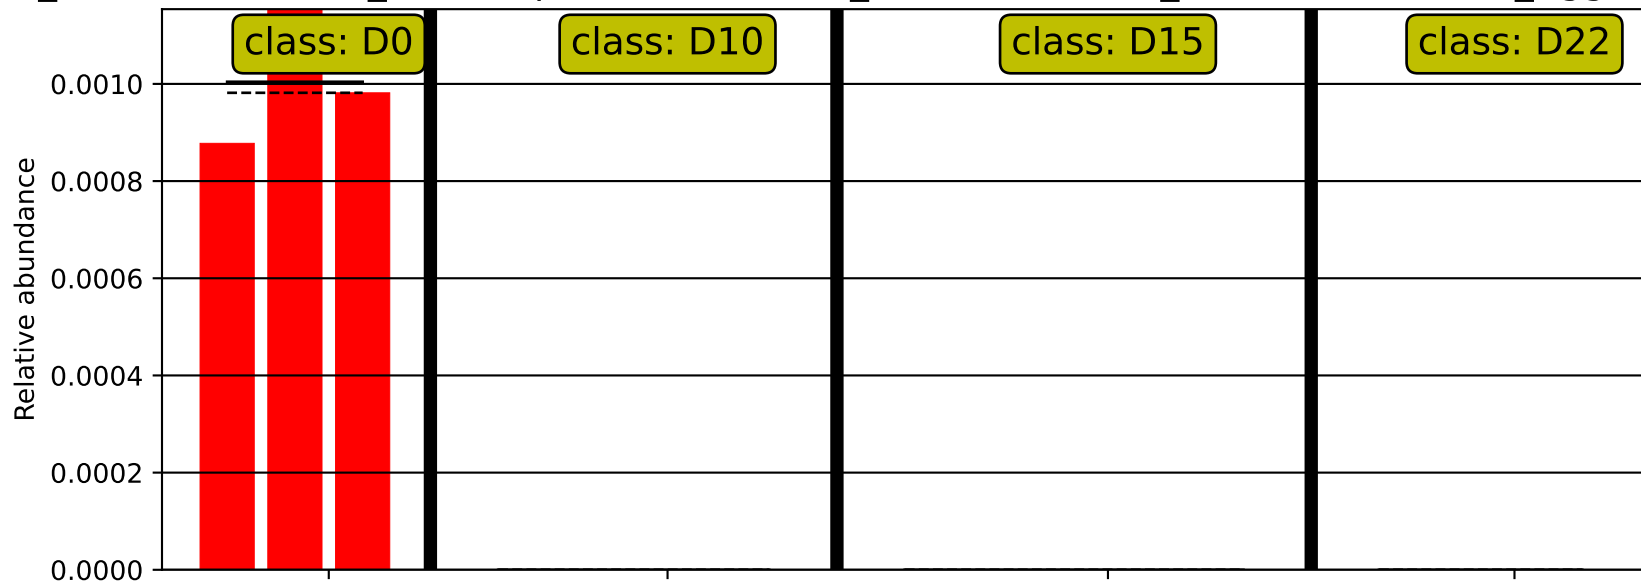 class: D0
class: D10
class: D15
class: D22
0.0010
0.0008
0.0006
0.0004
0.0002
0.0000
Relative abundance